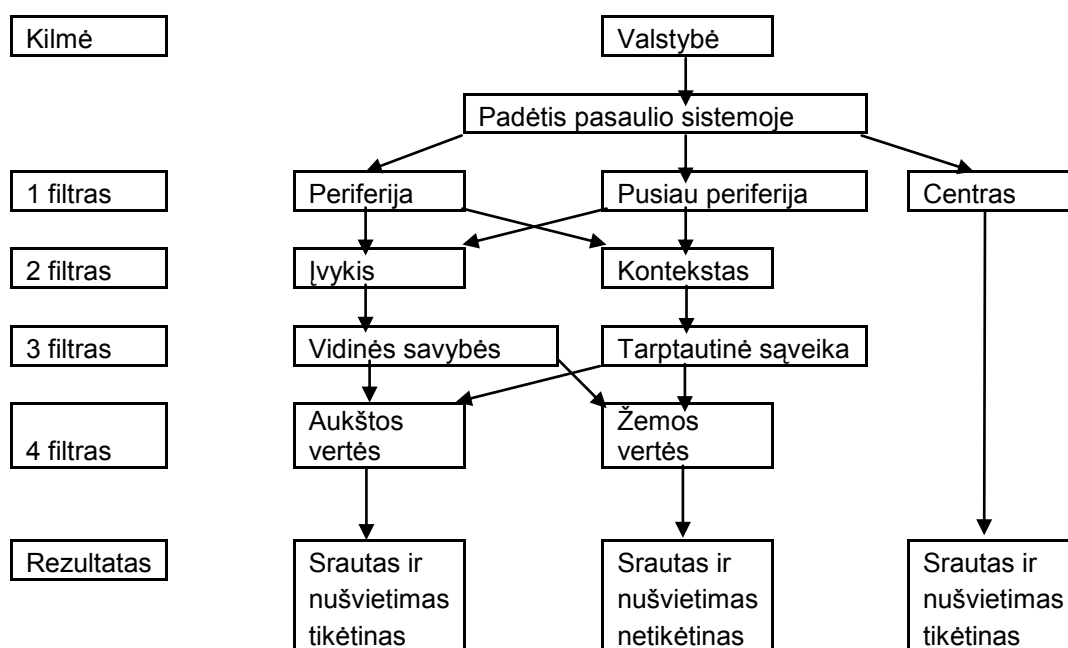 Kilmė
Valstybė
Padėtis pasaulio sistemoje
1 filtras
Periferija
Pusiau periferija
Centras
2 filtras
Įvykis
Kontekstas
3 filtras
Vidinės savybės
Tarptautinė sąveika
4 filtras
Aukštos
vertės
Žemos
vertės
Rezultatas
Srautas ir
nušvietimas
tikėtinas
Srautas ir
nušvietimas
netikėtinas
Srautas ir
nušvietimas
tikėtinas